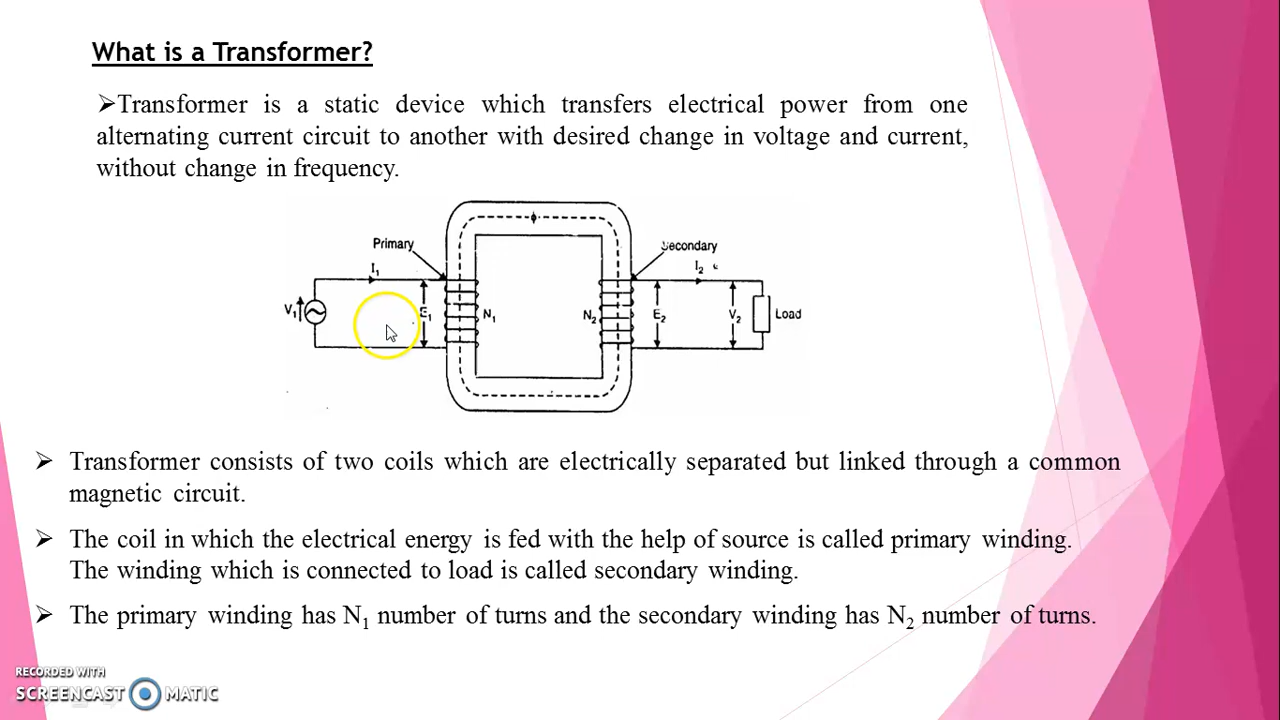 What is a Transformer?
➢Transformer is a static device which transfers electrical power from one
alternating current circuit to another with desired change in voltage and current,
without change in frequency.
ϕ
Primary
Secondary
I₁
I₂
V₁
E₁
N₁
N₂
E₂
V₂
Load
➢ Transformer consists of two coils which are electrically separated but linked through a common
magnetic circuit.
➢ The coil in which the electrical energy is fed with the help of source is called primary winding.
The winding which is connected to load is called secondary winding.
➢ The primary winding has N₁ number of turns and the secondary winding has N₂ number of turns.
RECORDED WITH
SCREENCAST MATIC